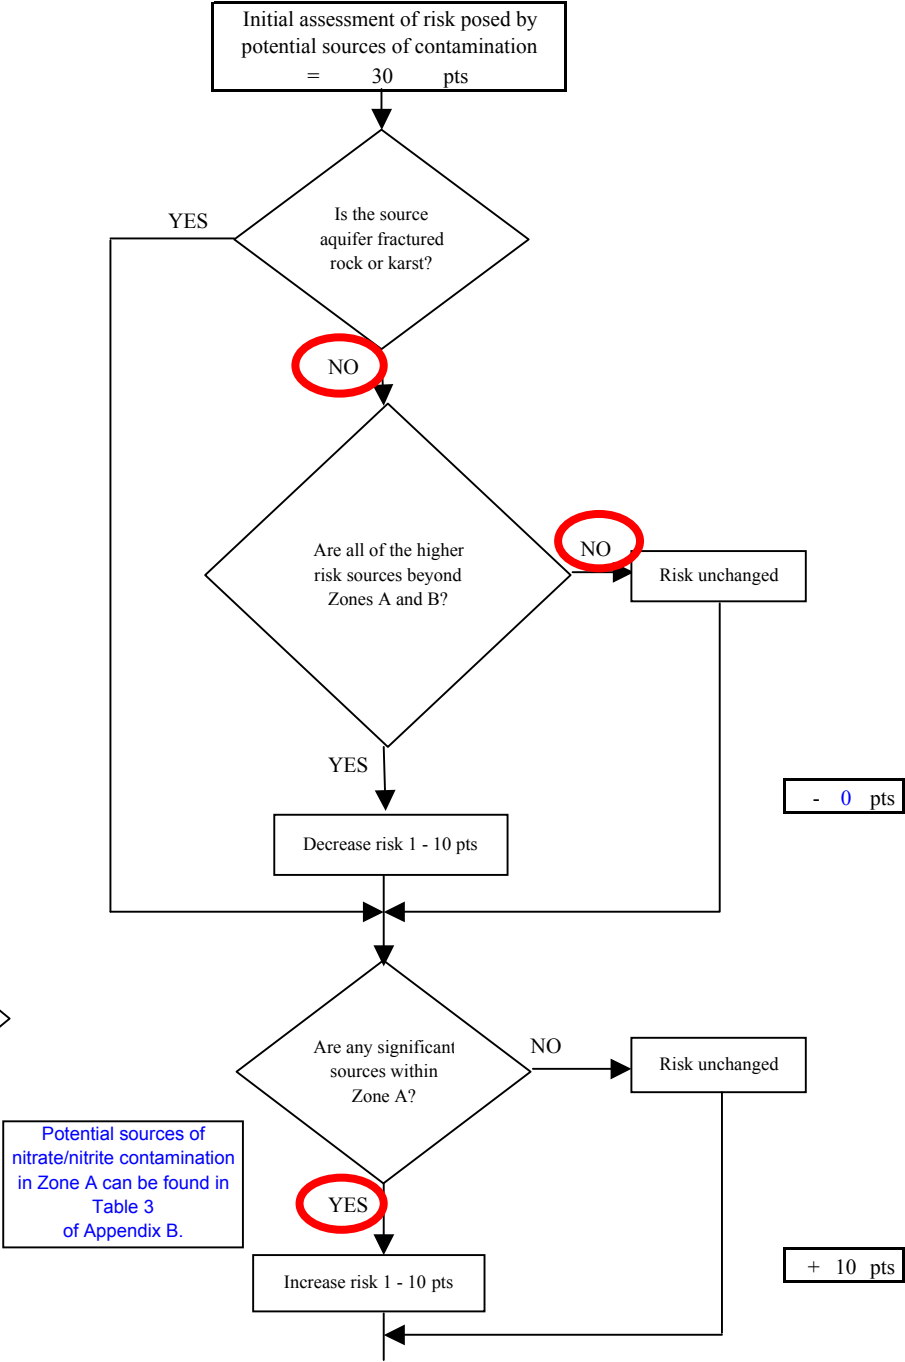 Initial assessment of risk posed by
potential sources of contamination
= 30 pts
YES
Is the source
aquifer fractured
rock or karst?
NO
Are all of the higher
risk sources beyond
Zones A and B?
NO
Risk unchanged
YES
- 0 pts
Decrease risk 1 - 10 pts
Are any significant
sources within
Zone A?
NO
Risk unchanged
Potential sources of
nitrate/nitrite contamination
in Zone A can be found in
Table 3
of Appendix B.
YES
Increase risk 1 - 10 pts
+ 10 pts